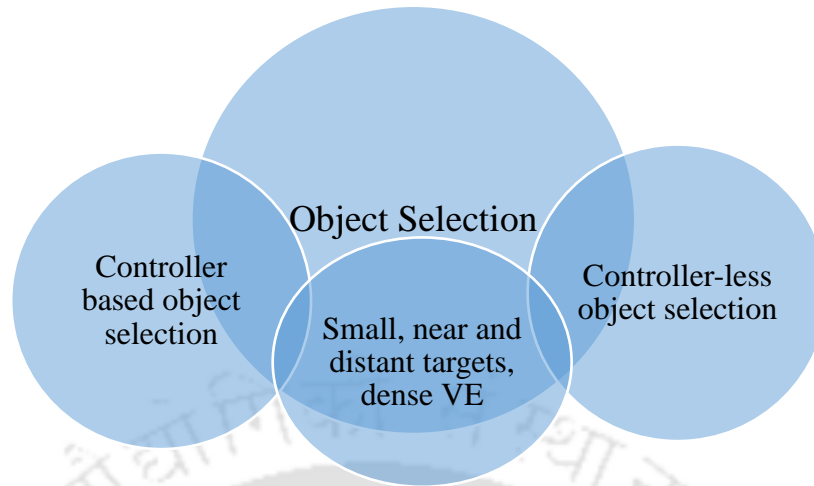 Object Selection
Controller
based object
selection
Small, near and
distant targets,
dense VE
Controller-less
object selection